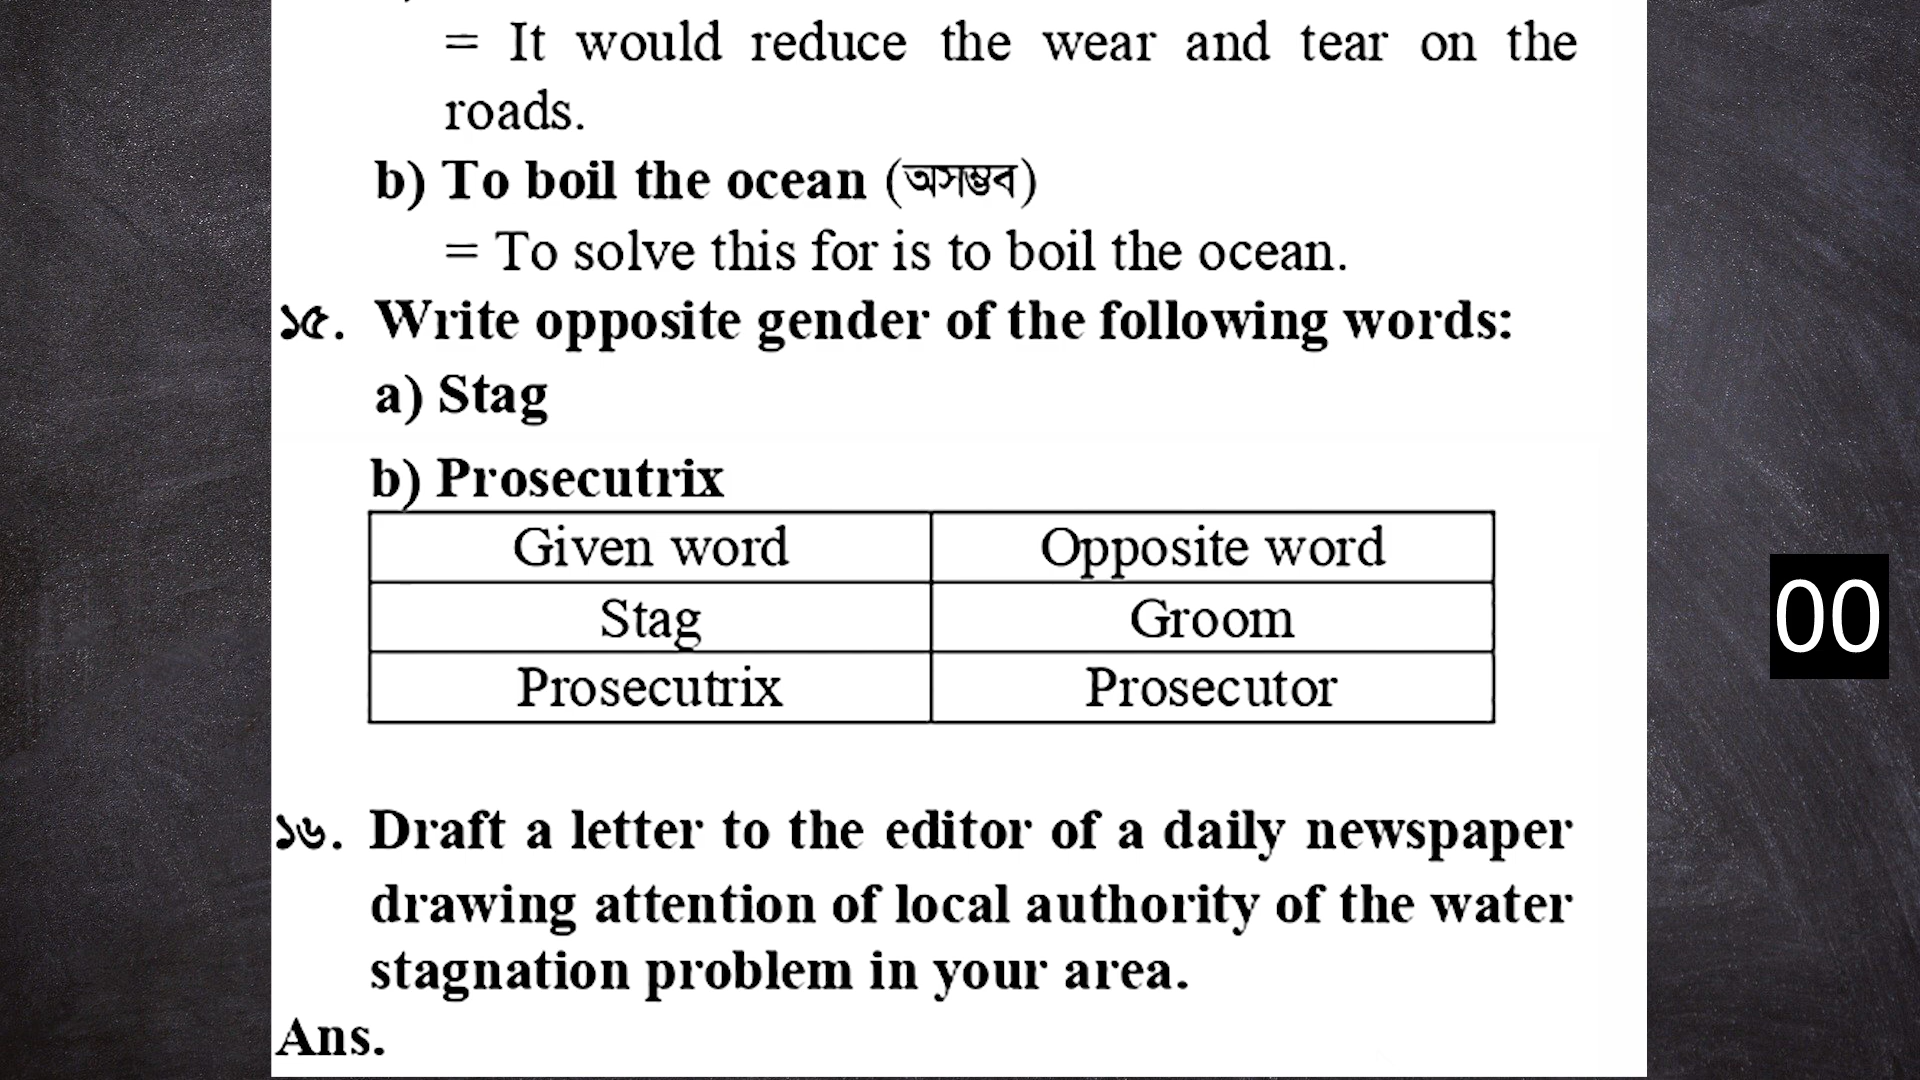 = It would reduce the wear and tear on the
roads.
b) To boil the ocean (অসম্ভব)
= To solve this for is to boil the ocean.
১৫. Write opposite gender of the following words:
a) Stag
b) Prosecutrix
Given word Opposite word
Stag Groom
Prosecutrix Prosecutor
00
১৬. Draft a letter to the editor of a daily newspaper
drawing attention of local authority of the water
stagnation problem in your area.
Ans.